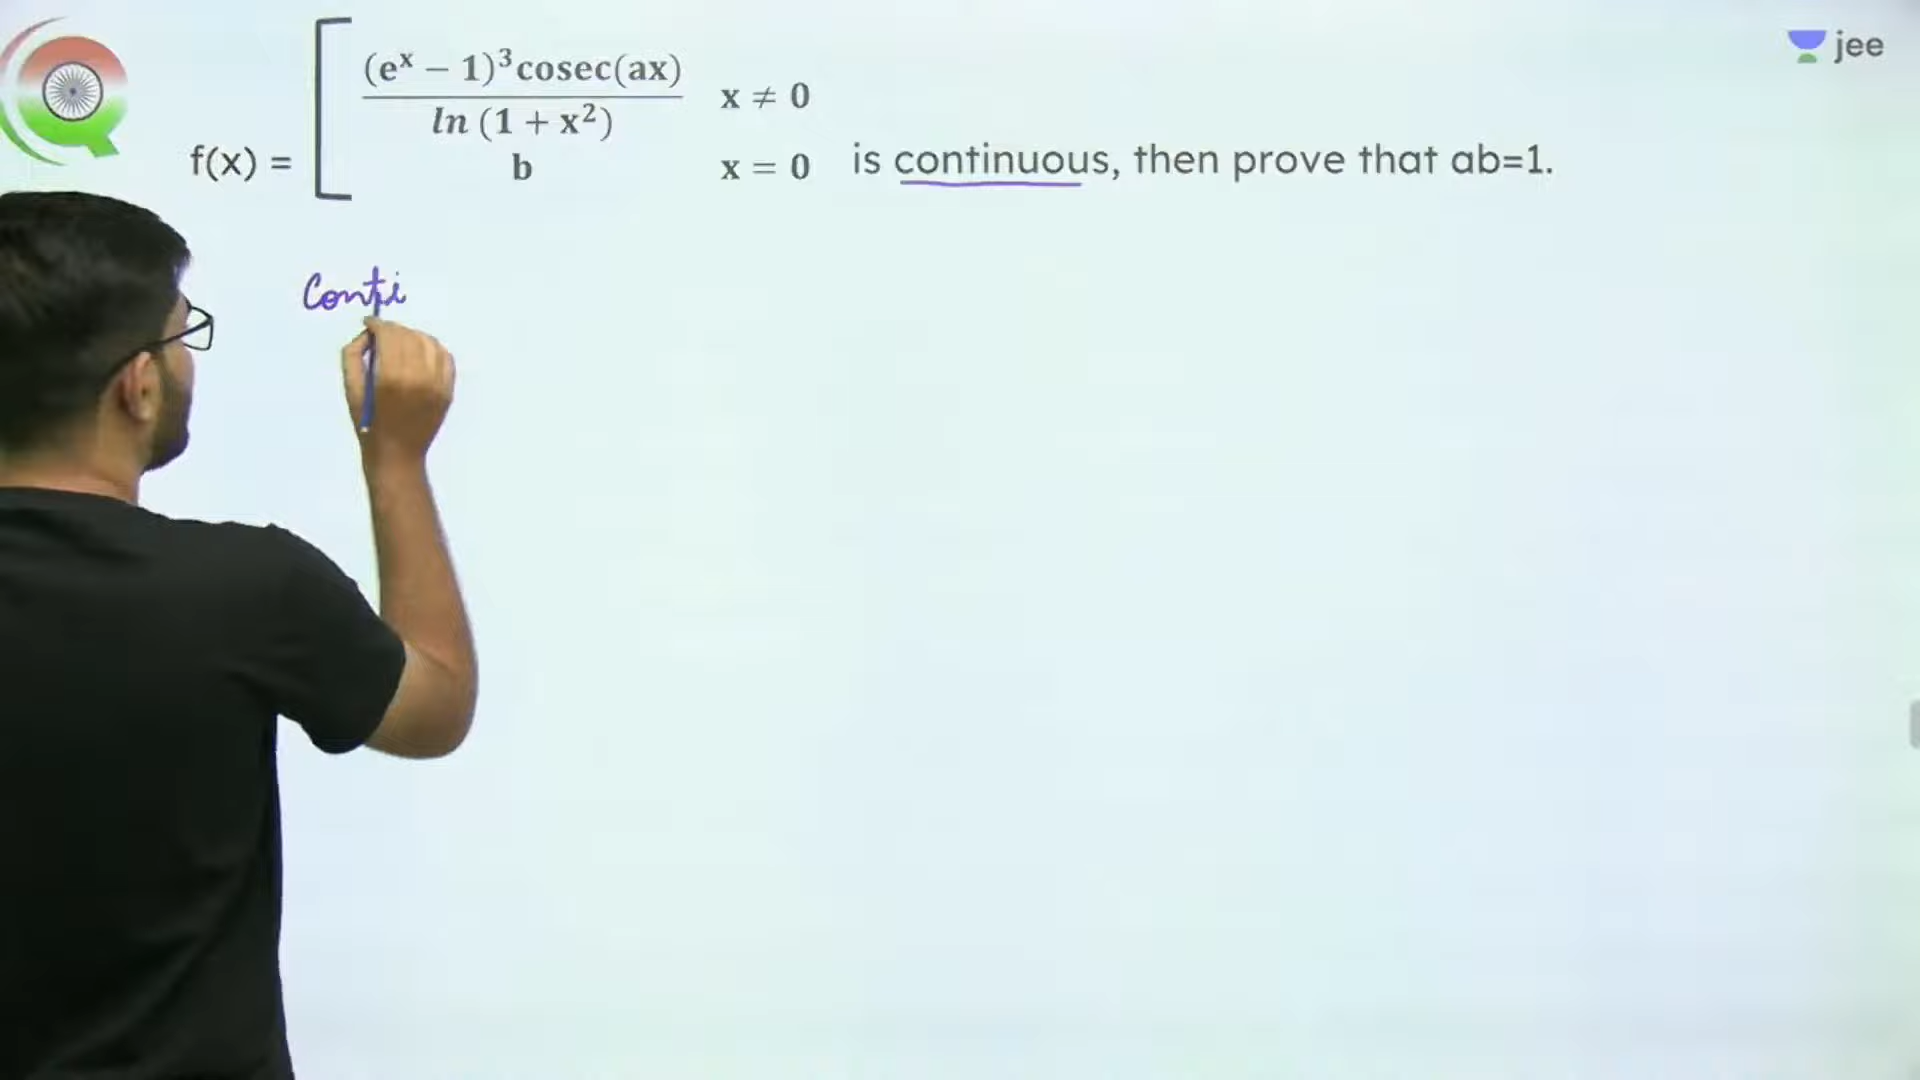 jee
(eˣ − 1)³cosec(ax)
x ≠ 0
ln (1 + x²)
f(x) =
b
x = 0
is continuous, then prove that ab=1.
Conti